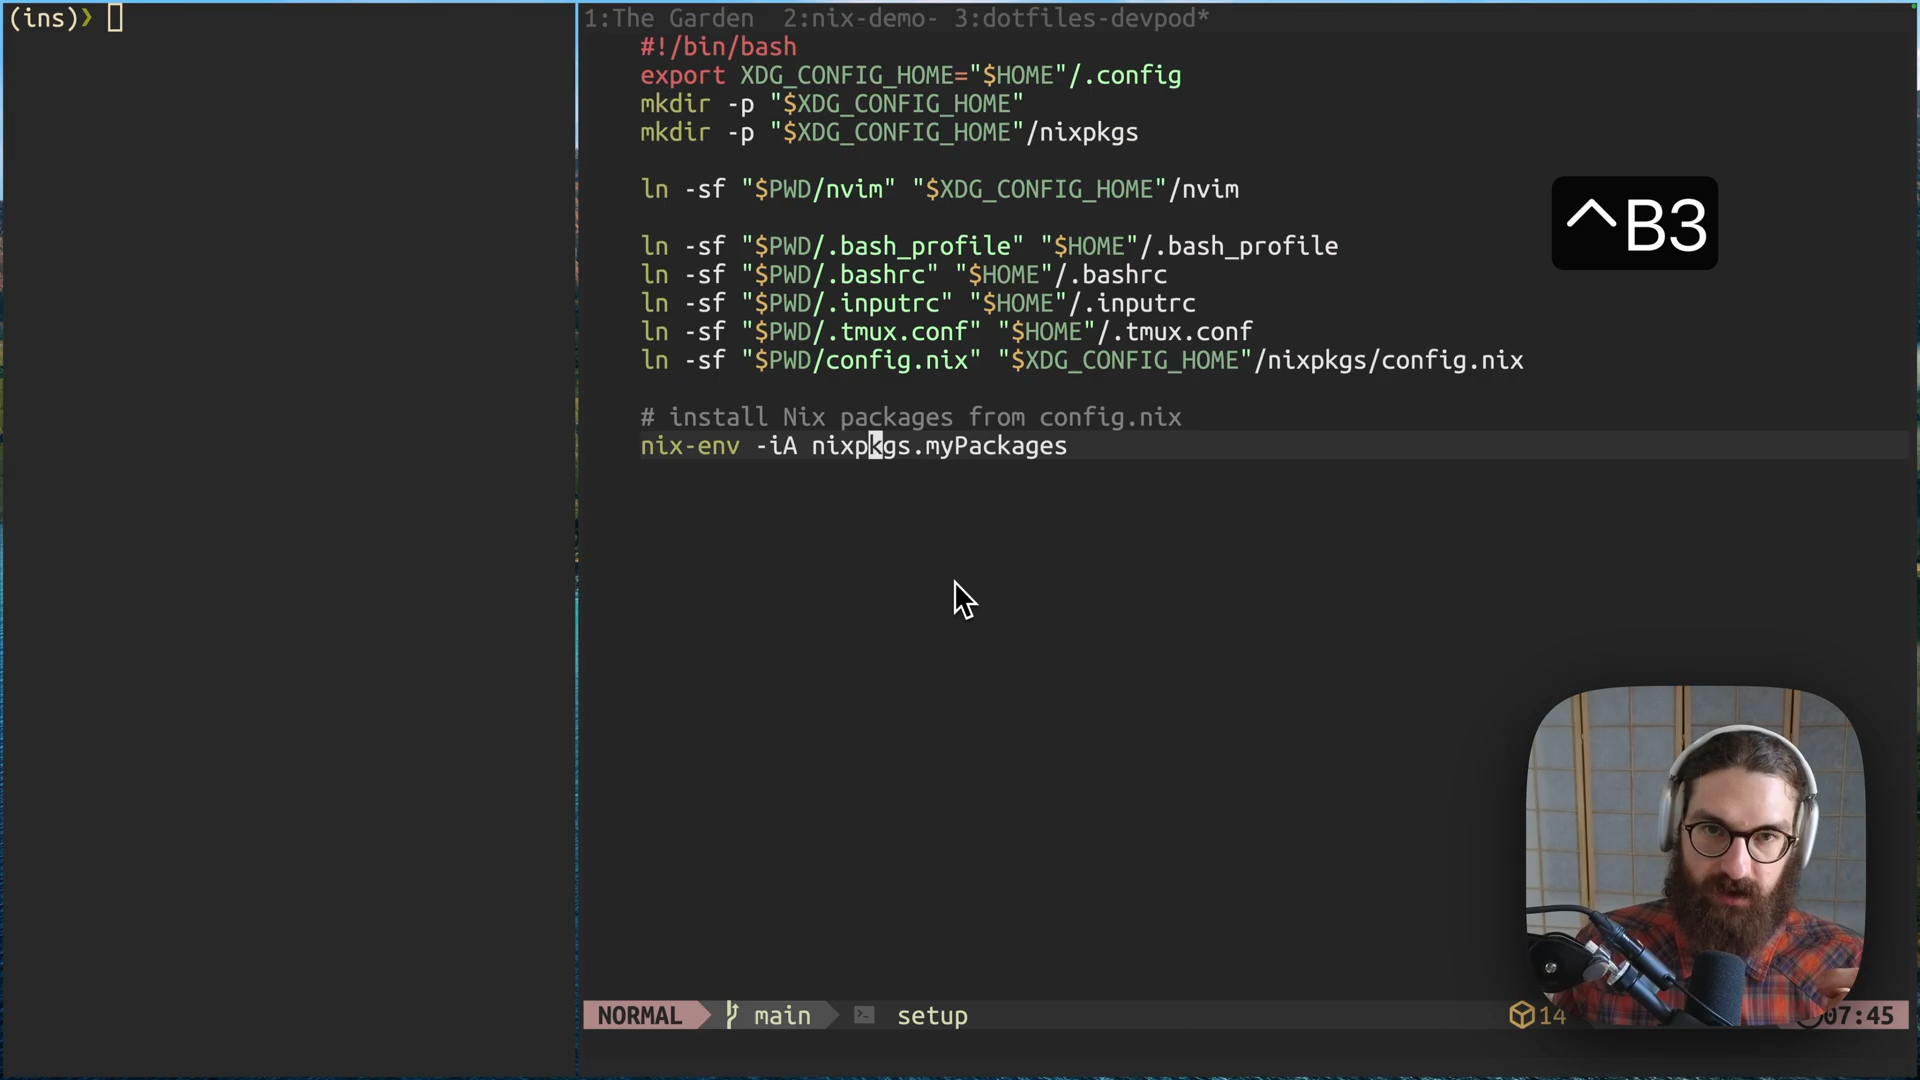 (ins)❯
1:The Garden  2:nix-demo- 3:dotfiles-devpod*
#!/bin/bash
export XDG_CONFIG_HOME="$HOME"/.config
mkdir -p "$XDG_CONFIG_HOME"
mkdir -p "$XDG_CONFIG_HOME"/nixpkgs
ln -sf "$PWD/nvim" "$XDG_CONFIG_HOME"/nvim
^B3
ln -sf "$PWD/.bash_profile" "$HOME"/.bash_profile
ln -sf "$PWD/.bashrc" "$HOME"/.bashrc
ln -sf "$PWD/.inputrc" "$HOME"/.inputrc
ln -sf "$PWD/.tmux.conf" "$HOME"/.tmux.conf
ln -sf "$PWD/config.nix" "$XDG_CONFIG_HOME"/nixpkgs/config.nix
# install Nix packages from config.nix
nix-env -iA nixpkgs.myPackages
NORMAL main setup 14 07:45